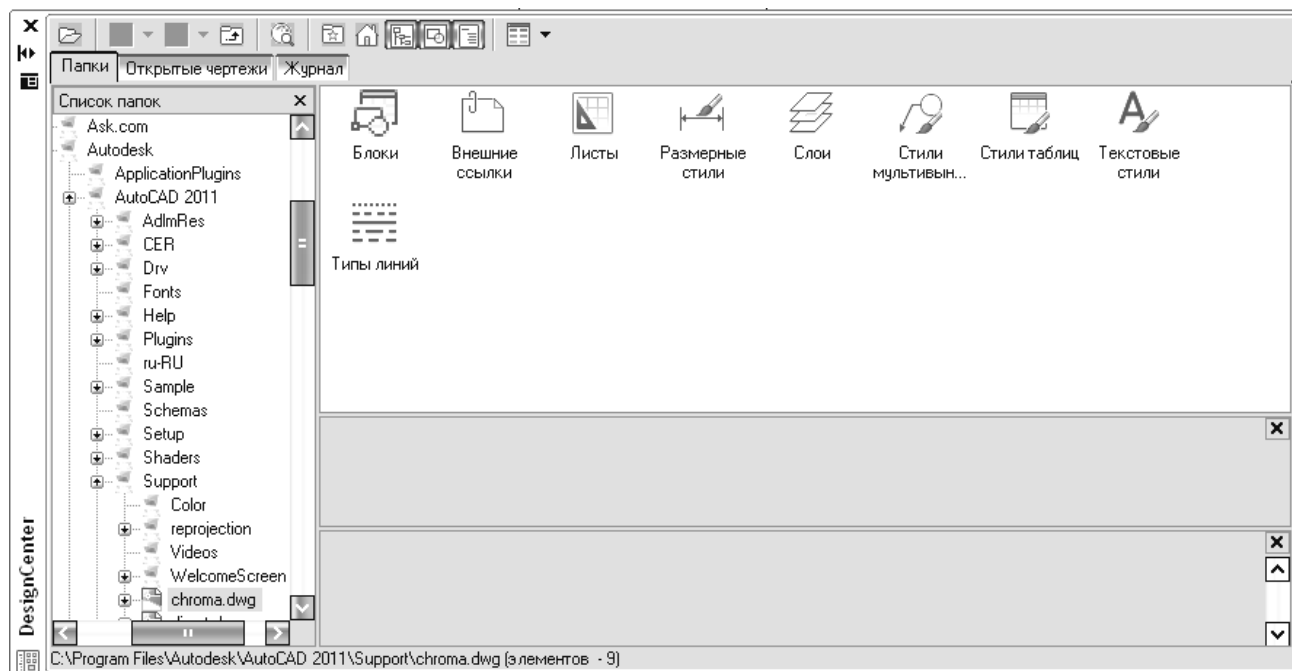 Папки
Открытые чертежи
Журнал
Список папок
Ask.com
Autodesk
ApplicationPlugins
AutoCAD 2011
AdlmRes
CER
Drv
Fonts
Help
Plugins
ru-RU
Sample
Schemas
Setup
Shaders
Support
Color
reprojection
Videos
WelcomeScreen
chroma.dwg
Блоки
Внешние
ссылки
Листы
Размерные
стили
Слои
Стили
мультивын...
Стили таблиц
Текстовые
стили
Типы линий
DesignCenter
C:\Program Files\Autodesk\AutoCAD 2011\Support\chroma.dwg (элементов - 9)